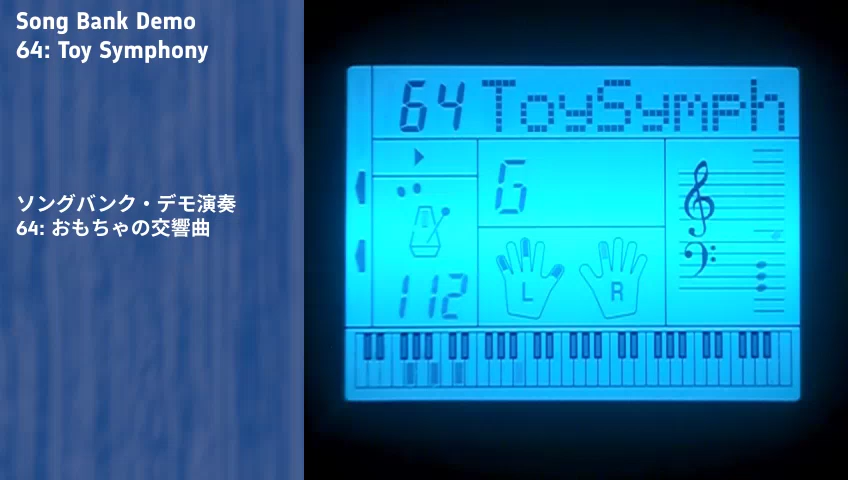 Song Bank Demo
64: Toy Symphony
ソングバンク・デモ演奏
64: おもちゃの交響曲
64 ToySymph
G
112
L
R